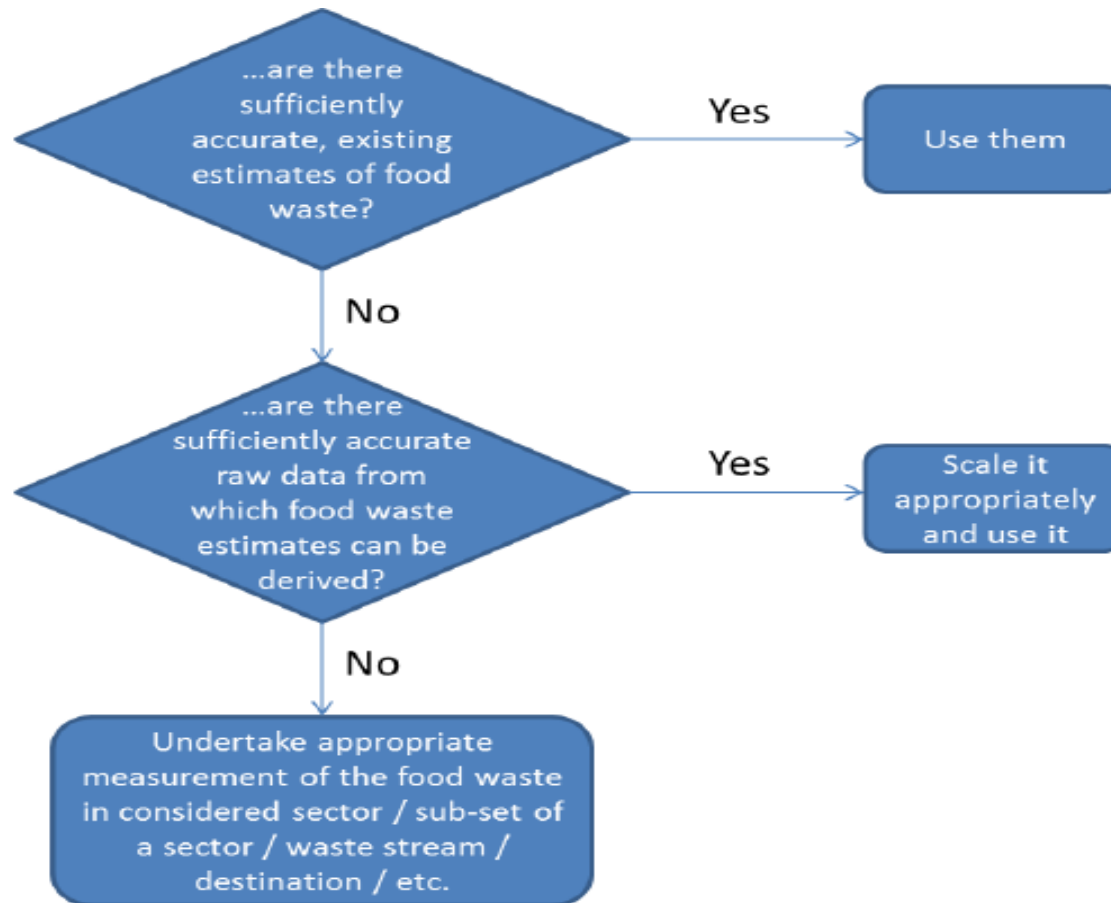 ...are there
sufficiently
accurate, existing
estimates of food
waste?
Yes
Use them
No
...are there
sufficiently accurate
raw data from
which food waste
estimates can be
derived?
Yes
Scale it
appropriately
and use it
No
Undertake appropriate
measurement of the food waste
in considered sector / sub-set of
a sector / waste stream /
destination / etc.